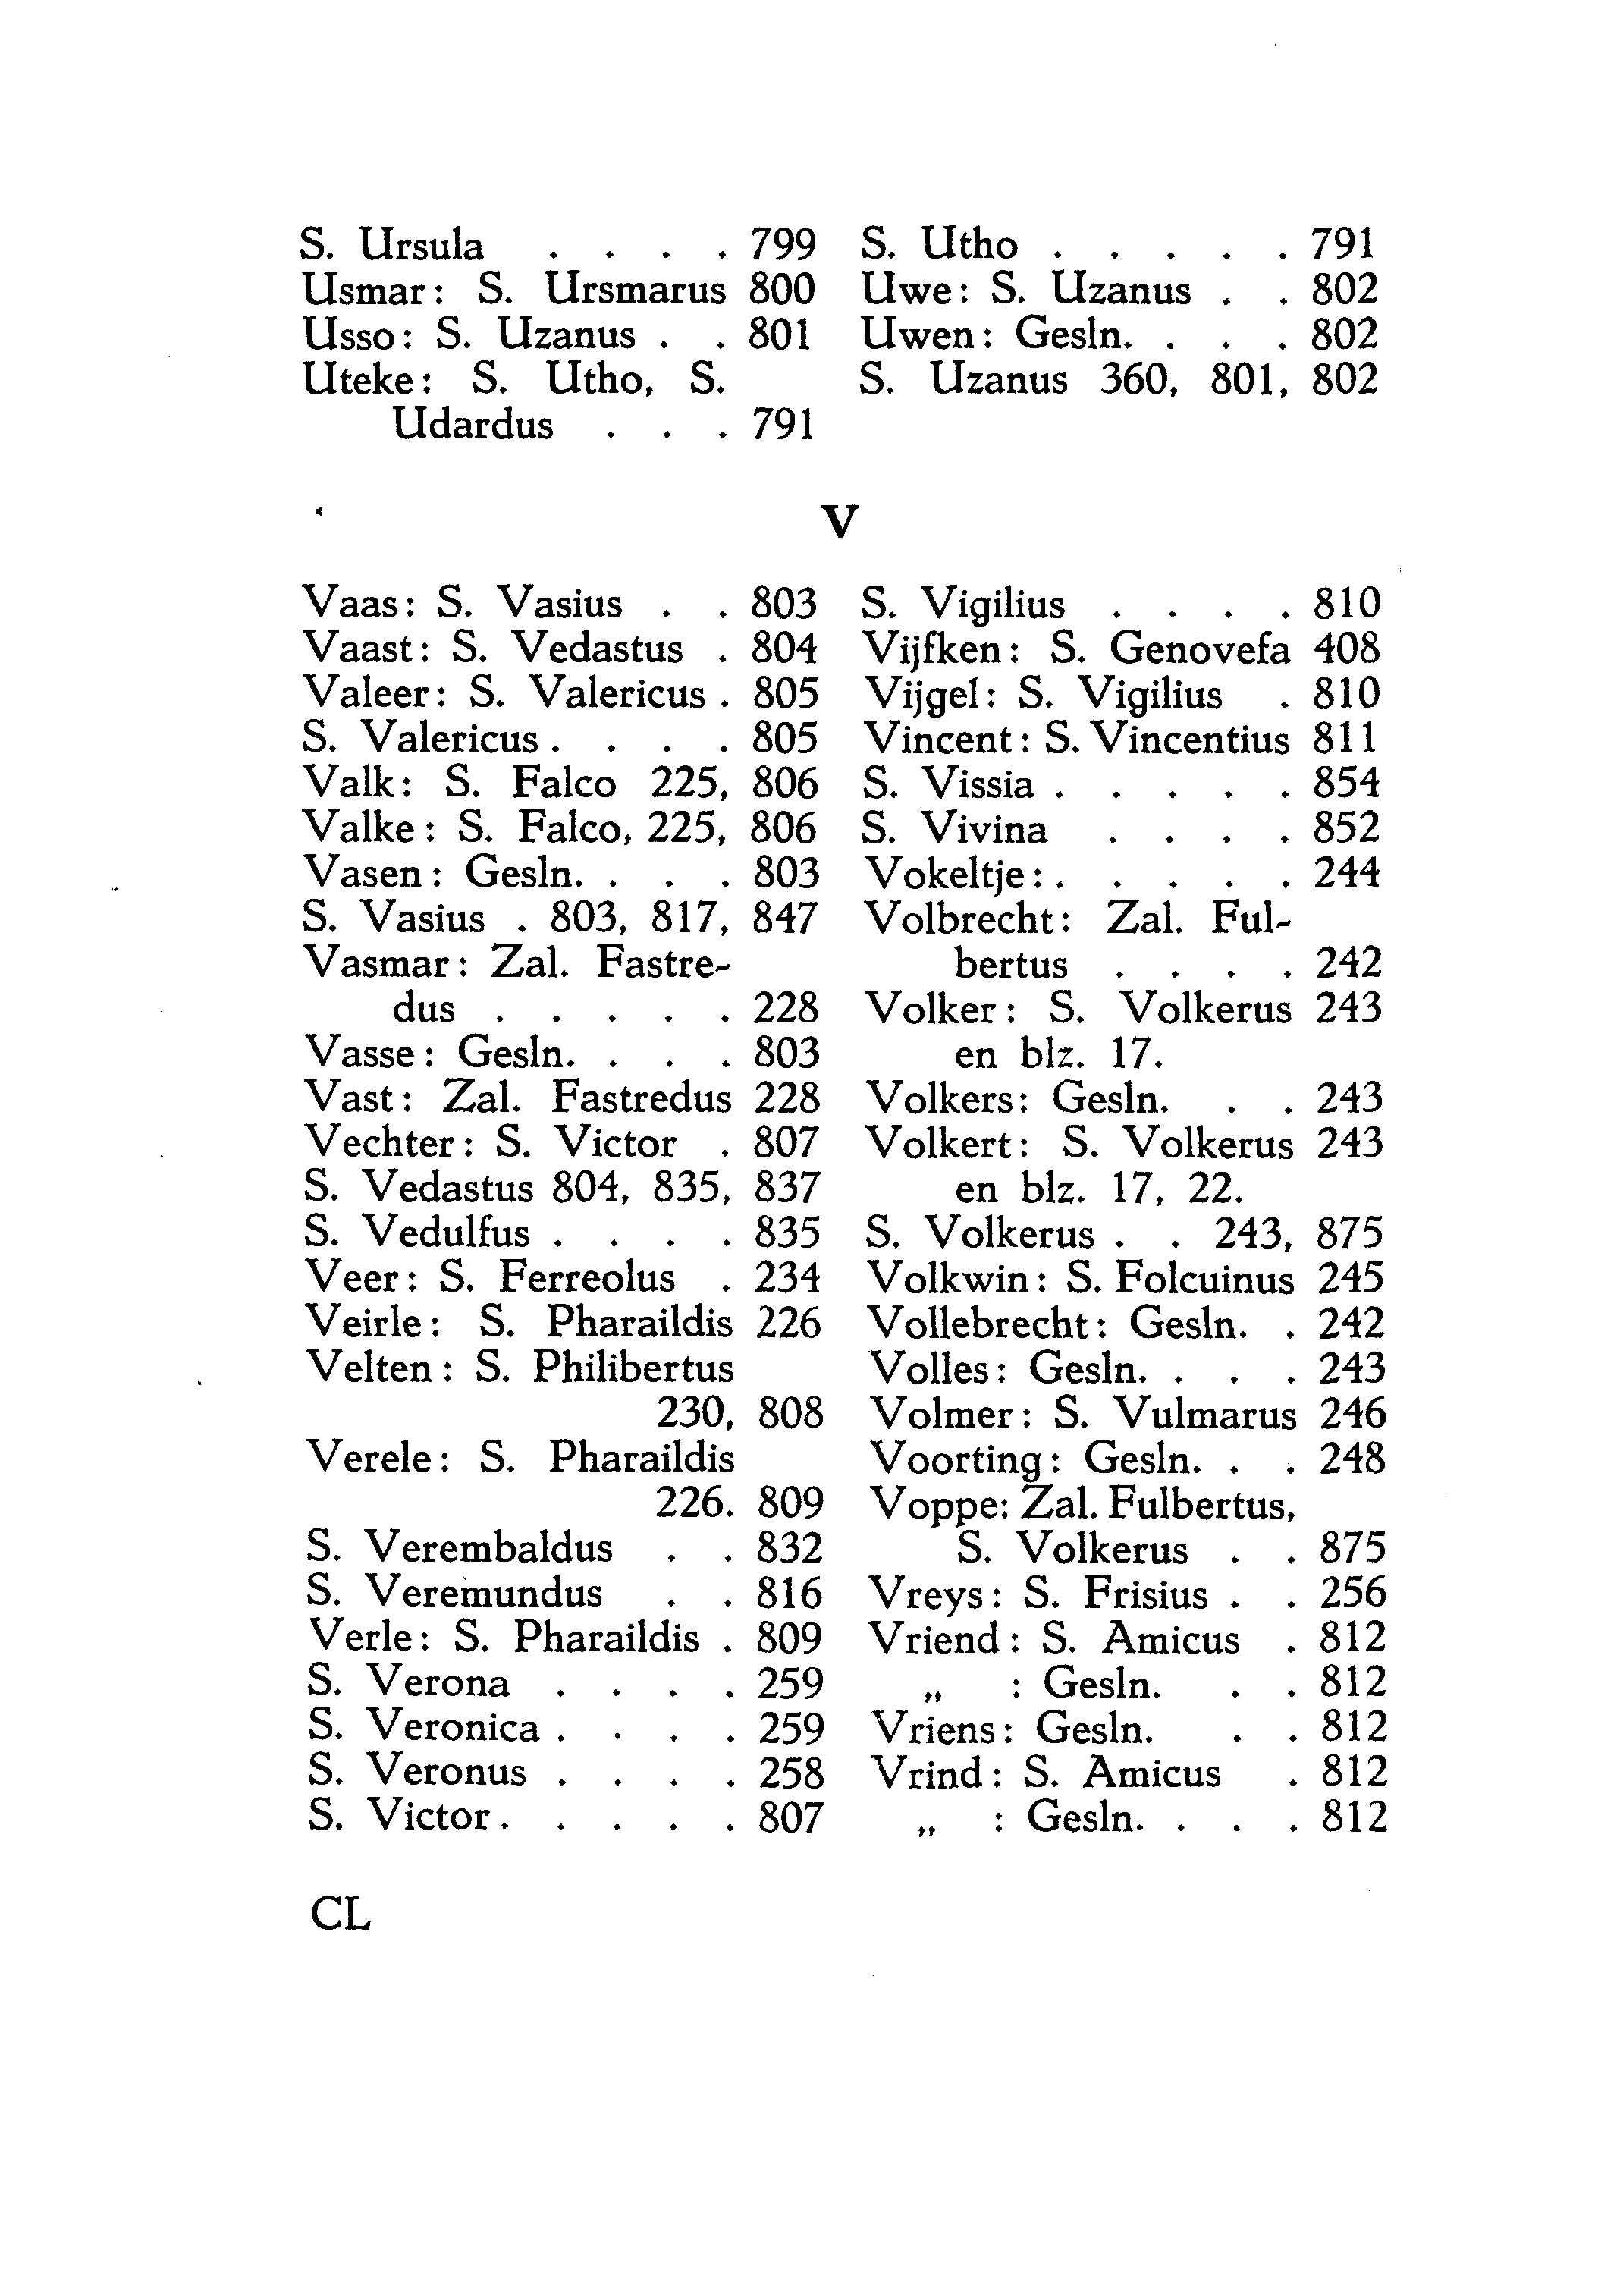 S. Ursula . . . . 799
Usmar: S. Ursmarus 800
Usso: S. Uzanus . . 801
Uteke: S. Utho, S.
Udardus . . . 791
S. Utho . . . . . 791
Uwe: S. Uzanus . . 802
Uwen: Gesln. . . . 802
S. Uzanus 360, 801, 802
V
Vaas: S. Vasius . . 803
Vaast: S. Vedastus . 804
Valeer: S. Valericus . 805
S. Valericus . . . . 805
Valk: S. Falco 225, 806
Valke: S. Falco, 225, 806
Vasen: Gesln. . . . 803
S. Vasius . 803, 817, 847
Vasmar: Zal. Fastre-
dus . . . . . 228
Vasse: Gesln. . . . 803
Vast: Zal. Fastredus 228
Vechter: S. Victor . 807
S. Vedastus 804, 835, 837
S. Vedulfus . . . . 835
Veer: S. Ferreolus . 234
Veirle: S. Pharaildis 226
Velten: S. Philibertus
230, 808
Verele: S. Pharaildis
226. 809
S. Verembaldus . . 832
S. Veremundus . . 816
Verle: S. Pharaildis . 809
S. Verona . . . . 259
S. Veronica . . . . 259
S. Veronus . . . . 258
S. Victor . . . . . 807
S. Vigilius . . . . 810
Vijfken: S. Genovefa 408
Vijgel: S. Vigilius . 810
Vincent: S. Vincentius 811
S. Vissia . . . . . 854
S. Vivina . . . . 852
Vokeltje: . . . . . 244
Volbrecht: Zal. Ful-
bertus . . . . 242
Volker: S. Volkerus 243
en blz. 17.
Volkers: Gesln. . . 243
Volkert: S. Volkerus 243
en blz. 17, 22.
S. Volkerus . . 243, 875
Volkwin: S. Folcuinus 245
Vollebrecht: Gesln. . 242
Volles: Gesln. . . . 243
Volmer: S. Vulmarus 246
Voorting: Gesln. . . 248
Voppe: Zal. Fulbertus,
S. Volkerus . . 875
Vreys: S. Frisius . . 256
Vriend: S. Amicus . 812
„ : Gesln. . . 812
Vriens: Gesln. . . 812
Vrind: S. Amicus . 812
„ : Gesln. . . . 812
CL